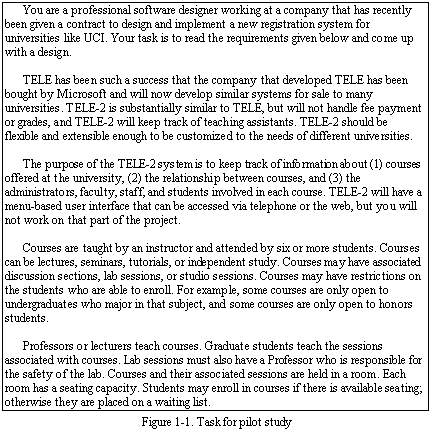 You are a professional software designer working at a company that has recently
been given a contract to design and implement a new registration system for
universities like UCI. Your task is to read the requirements given below and come up
with a design.
TELE has been such a success that the company that developed TELE has been
bought by Microsoft and will now develop similar systems for sale to many
universities. TELE-2 is substantially similar to TELE, but will not handle fee payment
or grades, and TELE-2 will keep track of teaching assistants. TELE-2 should be
flexible and extensible enough to be customized to the needs of different universities.
The purpose of the TELE-2 system is to keep track of information about (1) courses
offered at the university, (2) the relationship between courses, and (3) the
administrators, faculty, staff, and students involved in each course. TELE-2 will have a
menu-based user interface that can be accessed via telephone or the web, but you will
not work on that part of the project.
Courses are taught by an instructor and attended by six or more students. Courses
can be lectures, seminars, tutorials, or independent study. Courses may have associated
discussion sections, lab sessions, or studio sessions. Courses may have restrictions on
the students who are able to enroll. For example, some courses are only open to
undergraduates who major in that subject, and some courses are only open to honors
students.
Professors or lecturers teach courses. Graduate students teach the sessions
associated with courses. Lab sessions must also have a Professor who is responsible for
the safety of the lab. Courses and their associated sessions are held in a room. Each
room has a seating capacity. Students may enroll in courses if there is available seating;
otherwise they are placed on a waiting list.
Figure 1-1. Task for pilot study